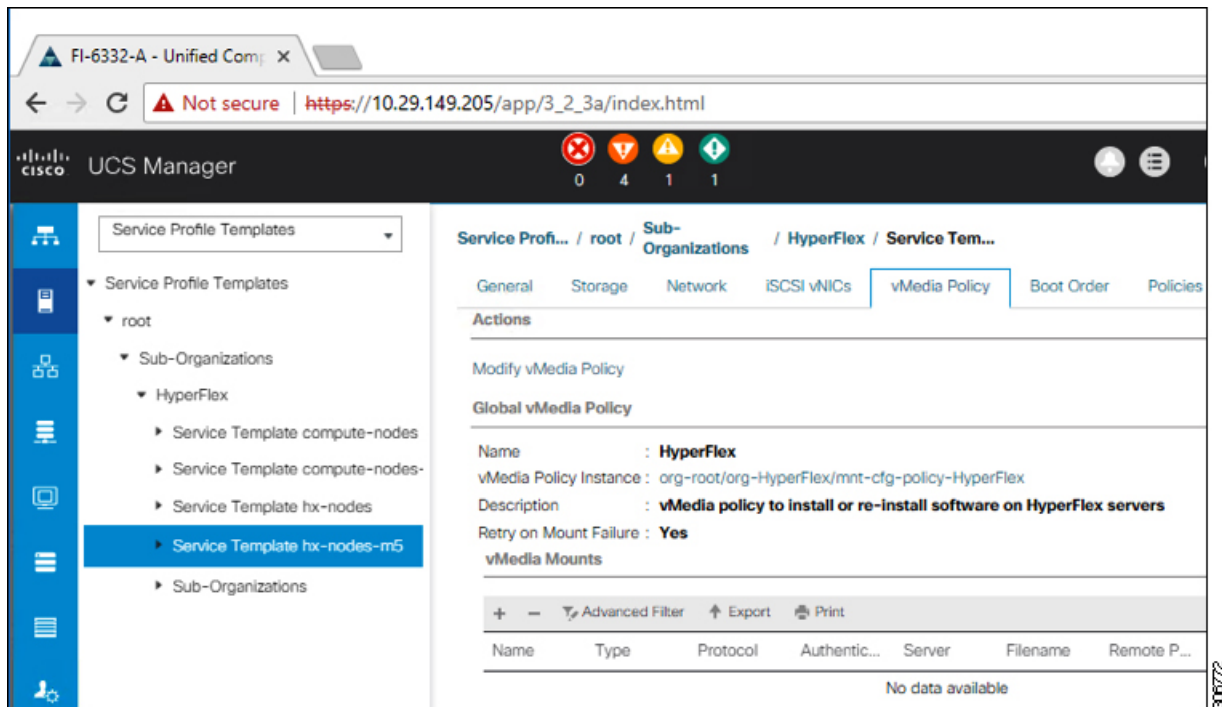 FI-6332-A - Unified Comp
Not secure | https://10.29.149.205/app/3_2_3a/index.html
CISCO UCS Manager
0 4 1 1
Service Profile Templates
Service Profile Templates
root
Sub-Organizations
HyperFlex
Service Template compute-nodes
Service Template compute-nodes-
Service Template hx-nodes
Service Template hx-nodes-m5
Sub-Organizations
Service Profi... / root / Sub-Organizations / HyperFlex / Service Tem...
General Storage Network iSCSI vNICs vMedia Policy Boot Order Policies
Actions
Modify vMedia Policy
Global vMedia Policy
Name : HyperFlex
vMedia Policy Instance : org-root/org-HyperFlex/mnt-cfg-policy-HyperFlex
Description : vMedia policy to install or re-install software on HyperFlex servers
Retry on Mount Failure : Yes
vMedia Mounts
+ − Advanced Filter Export Print
Name Type Protocol Authentic... Server Filename Remote P...
No data available